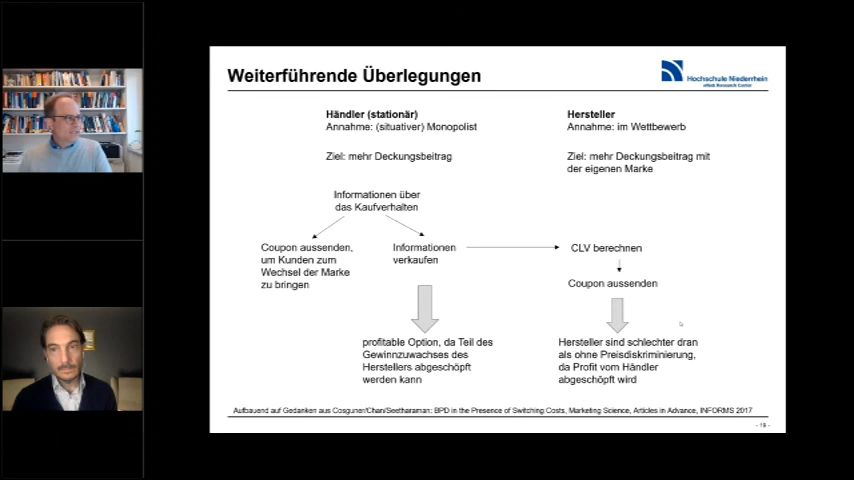 Weiterführende Überlegungen
Hochschule Niederrhein
eWeb Research Center
Händler (stationär)
Annahme: (situativer) Monopolist
Ziel: mehr Deckungsbeitrag
Hersteller
Annahme: im Wettbewerb
Ziel: mehr Deckungsbeitrag mit
der eigenen Marke
Informationen über
das Kaufverhalten
Coupon aussenden,
um Kunden zum
Wechsel der Marke
zu bringen
Informationen
verkaufen
CLV berechnen
Coupon aussenden
profitable Option, da Teil des
Gewinnzuwachses des
Herstellers abgeschöpft
werden kann
Hersteller sind schlechter dran
als ohne Preisdiskriminierung,
da Profit vom Händler
abgeschöpft wird
Aufbauend auf Gedanken aus Cosguner/Chan/Seetharaman: BPD in the Presence of Switching Costs, Marketing Science, Articles in Advance, INFORMS 2017
- 19 -